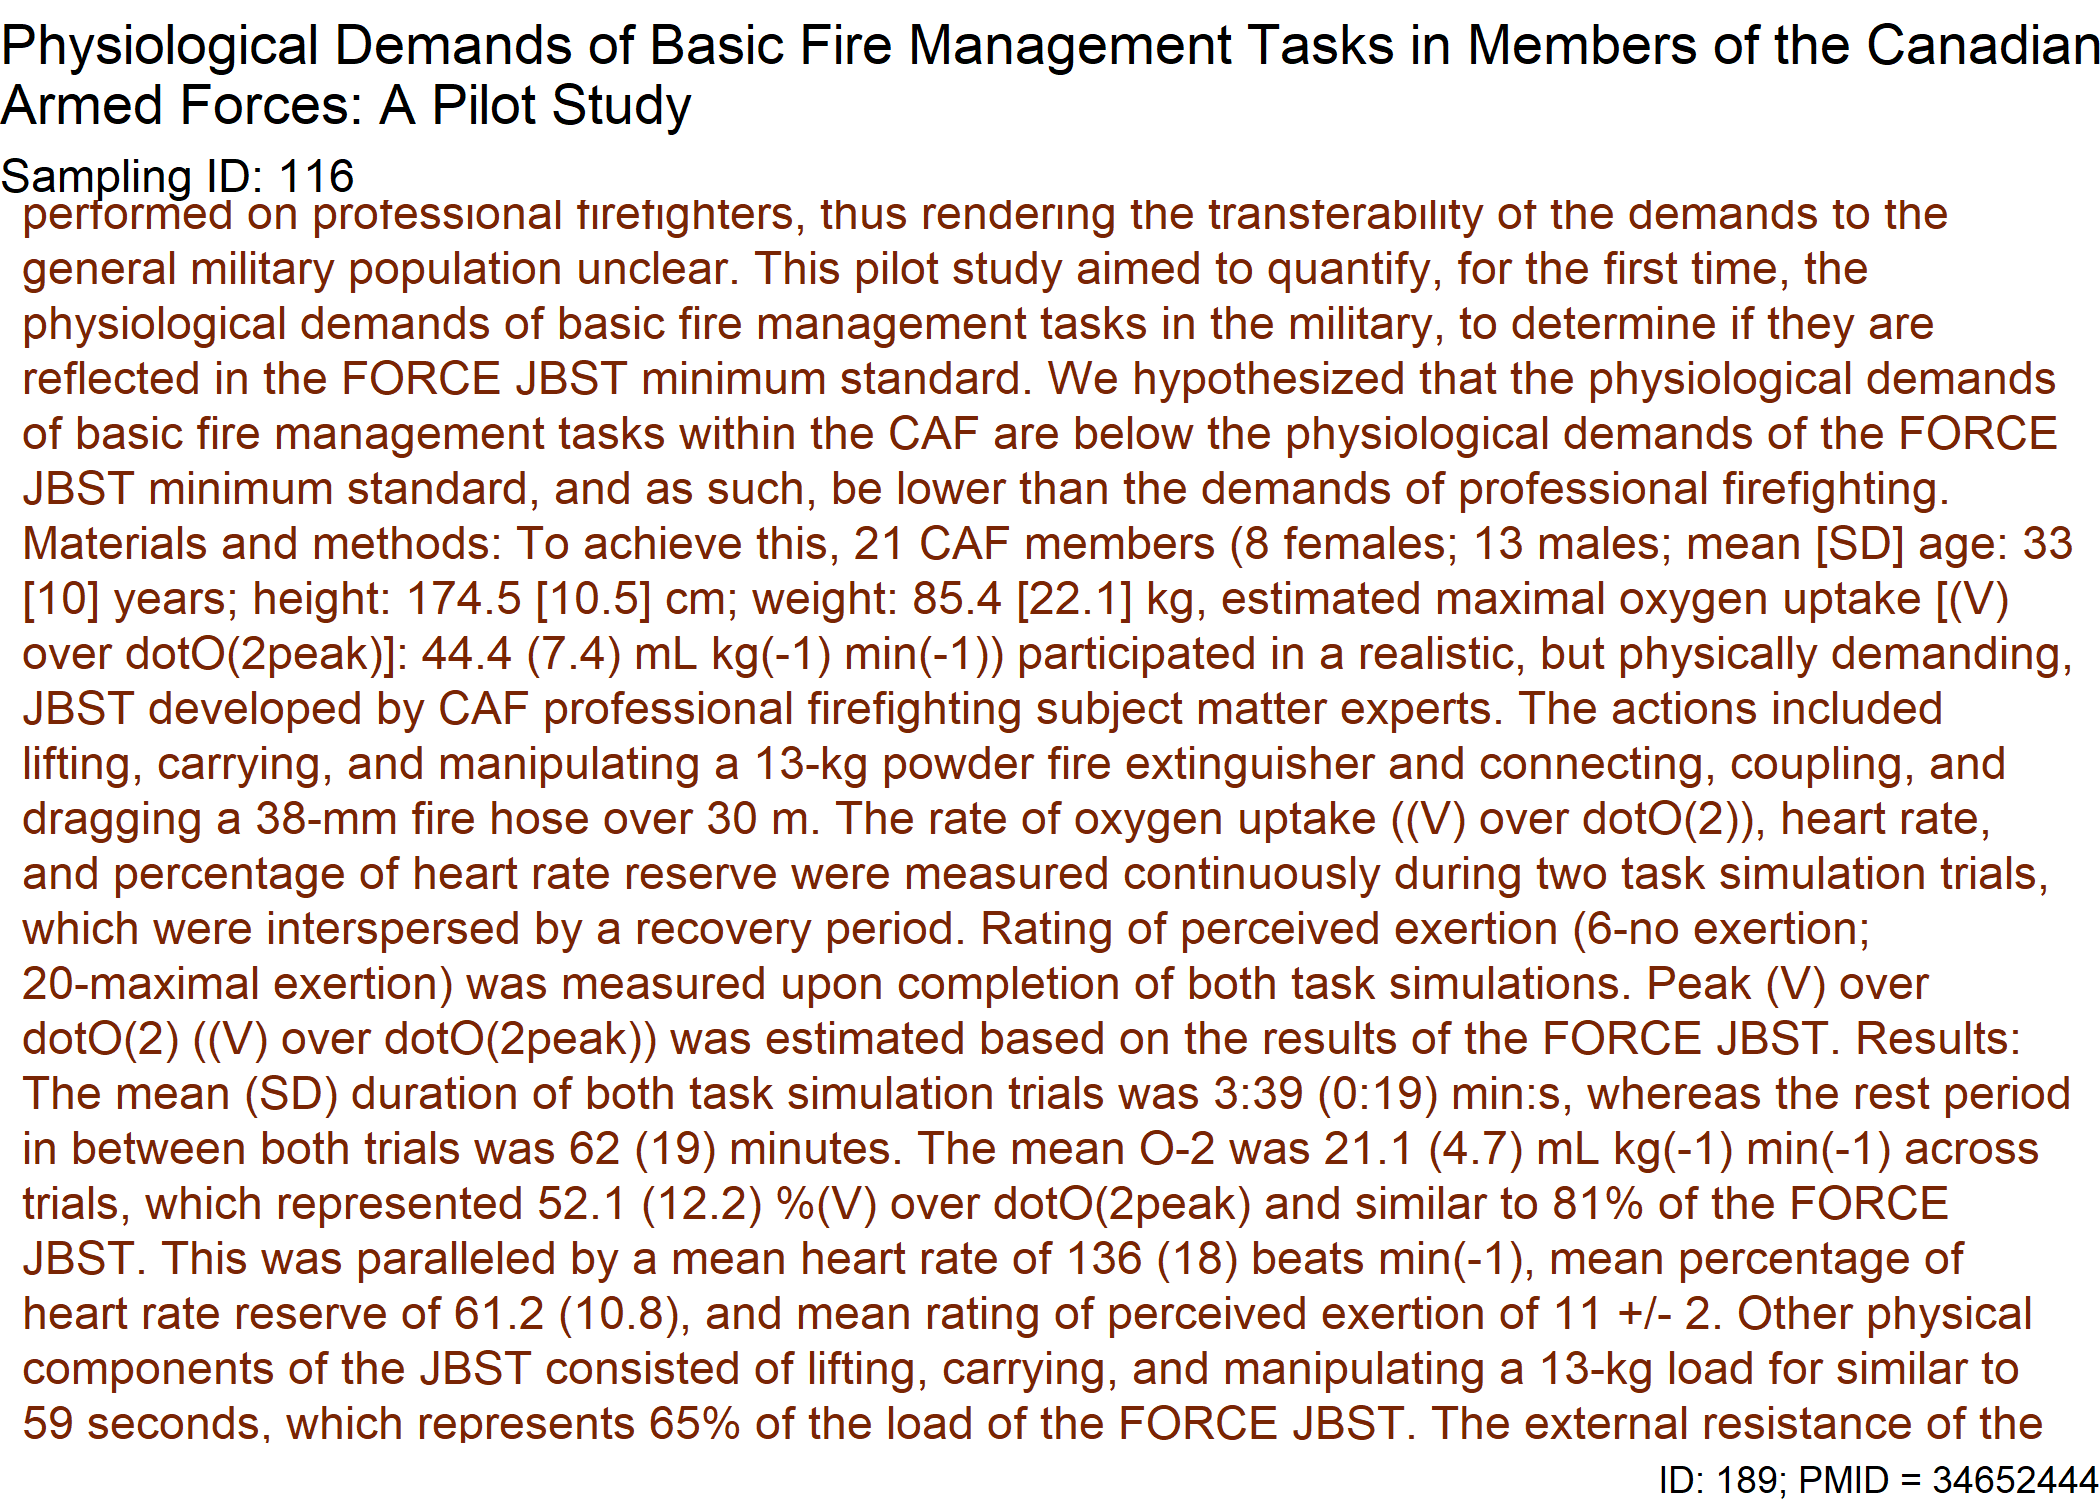 Physiological Demands of Basic Fire Management Tasks in Members of the Canadian
Armed Forces: A Pilot Study
Sampling ID: 116
performed on professional firefighters, thus rendering the transferability of the demands to the
general military population unclear. This pilot study aimed to quantify, for the first time, the
physiological demands of basic fire management tasks in the military, to determine if they are
reflected in the FORCE JBST minimum standard. We hypothesized that the physiological demands
of basic fire management tasks within the CAF are below the physiological demands of the FORCE
JBST minimum standard, and as such, be lower than the demands of professional firefighting.
Materials and methods: To achieve this, 21 CAF members (8 females; 13 males; mean [SD] age: 33
[10] years; height: 174.5 [10.5] cm; weight: 85.4 [22.1] kg, estimated maximal oxygen uptake [(V)
over dotO(2peak)]: 44.4 (7.4) mL kg(-1) min(-1)) participated in a realistic, but physically demanding,
JBST developed by CAF professional firefighting subject matter experts. The actions included
lifting, carrying, and manipulating a 13-kg powder fire extinguisher and connecting, coupling, and
dragging a 38-mm fire hose over 30 m. The rate of oxygen uptake ((V) over dotO(2)), heart rate,
and percentage of heart rate reserve were measured continuously during two task simulation trials,
which were interspersed by a recovery period. Rating of perceived exertion (6-no exertion;
20-maximal exertion) was measured upon completion of both task simulations. Peak (V) over
dotO(2) ((V) over dotO(2peak)) was estimated based on the results of the FORCE JBST. Results:
The mean (SD) duration of both task simulation trials was 3:39 (0:19) min:s, whereas the rest period
in between both trials was 62 (19) minutes. The mean O-2 was 21.1 (4.7) mL kg(-1) min(-1) across
trials, which represented 52.1 (12.2) %(V) over dotO(2peak) and similar to 81% of the FORCE
JBST. This was paralleled by a mean heart rate of 136 (18) beats min(-1), mean percentage of
heart rate reserve of 61.2 (10.8), and mean rating of perceived exertion of 11 +/- 2. Other physical
components of the JBST consisted of lifting, carrying, and manipulating a 13-kg load for similar to
59 seconds, which represents 65% of the load of the FORCE JBST. The external resistance of the
ID: 189; PMID = 34652444